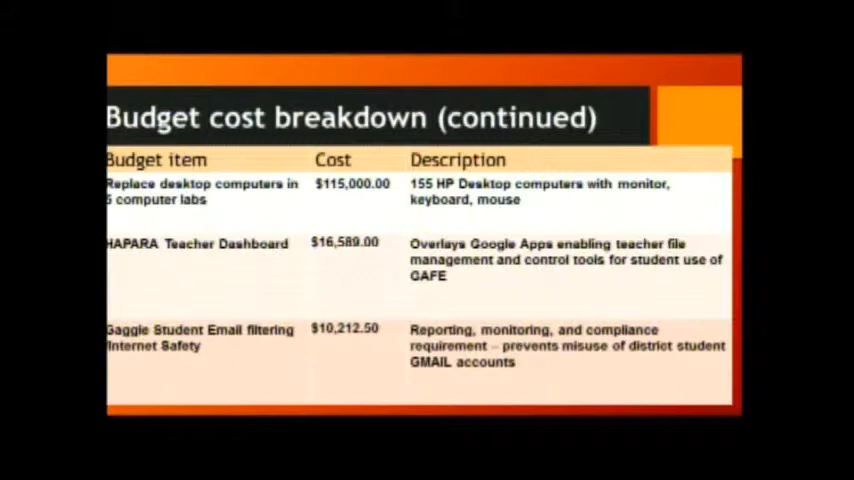 Budget cost breakdown (continued)
Budget item Cost Description
Replace desktop computers in $115,000.00 155 HP Desktop computers with monitor,
5 computer labs keyboard, mouse
HAPARA Teacher Dashboard $16,589.00 Overlays Google Apps enabling teacher file
management and control tools for student use of
GAFE
Gaggle Student Email filtering $10,212.50 Reporting, monitoring, and compliance
Internet Safety requirement – prevents misuse of district student
GMAIL accounts